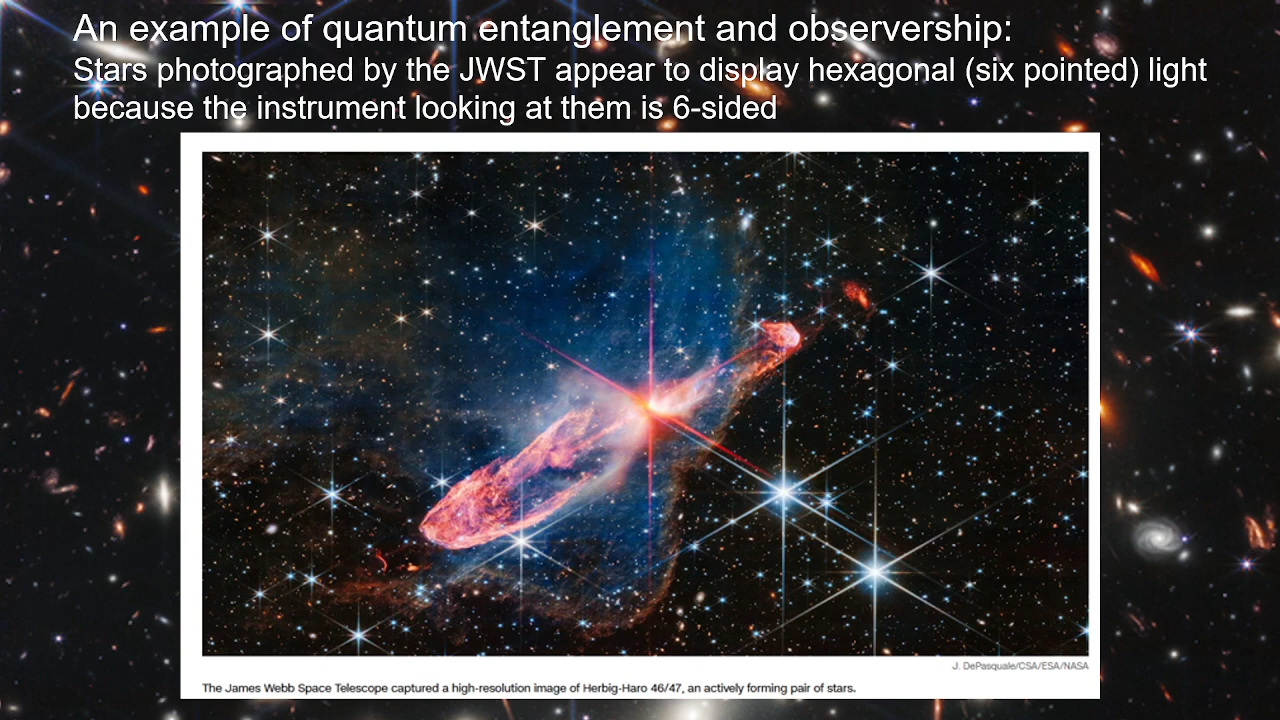 An example of quantum entanglement and observership:
Stars photographed by the JWST appear to display hexagonal (six pointed) light
because the instrument looking at them is 6-sided
J. DePasquale/CSA/ESA/NASA
The James Webb Space Telescope captured a high-resolution image of Herbig-Haro 46/47, an actively forming pair of stars.